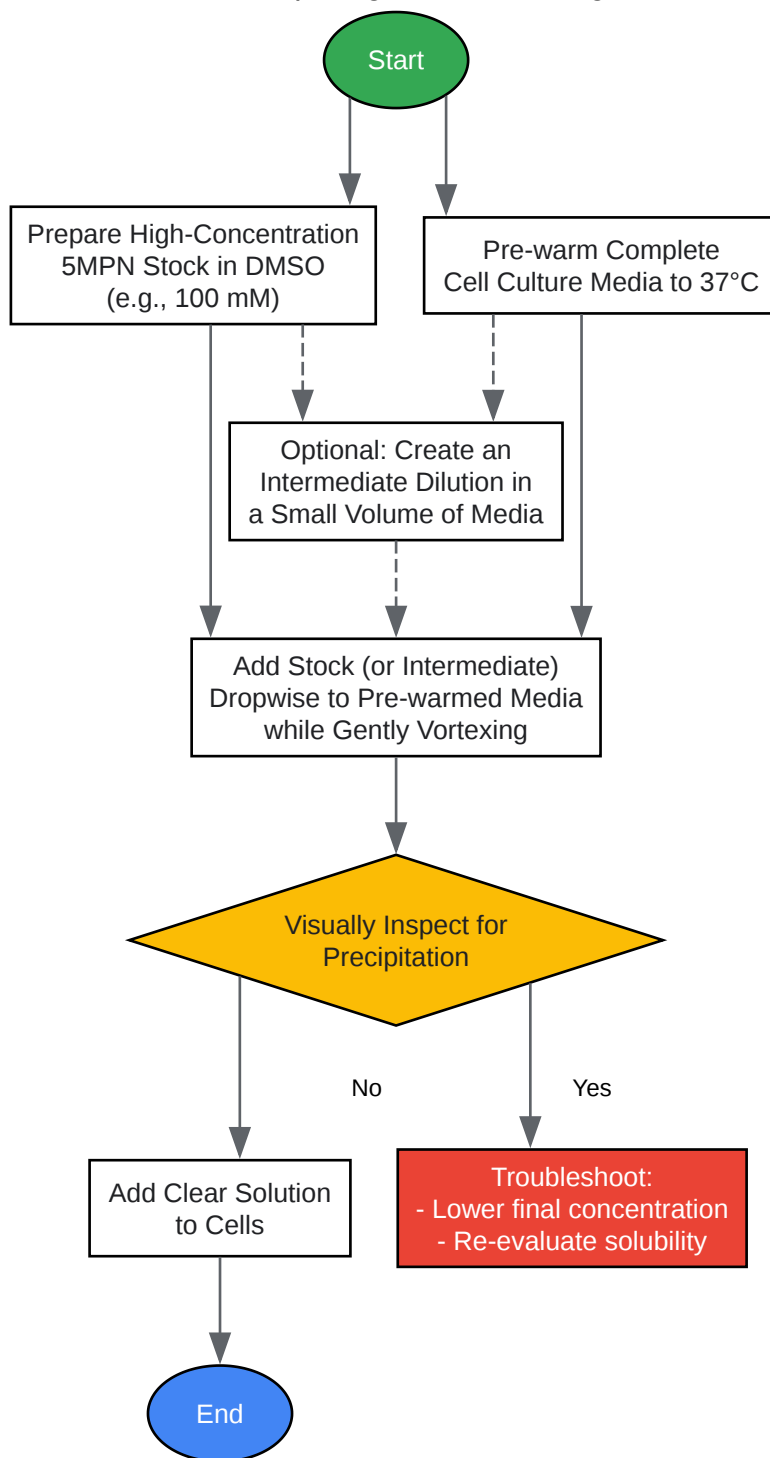 Start
Prepare High-Concentration
5MPN Stock in DMSO
(e.g., 100 mM)
Pre-warm Complete
Cell Culture Media to 37°C
Optional: Create an
Intermediate Dilution in
a Small Volume of Media
Add Stock (or Intermediate)
Dropwise to Pre-warmed Media
while Gently Vortexing
Visually Inspect for
Precipitation
No
Yes
Add Clear Solution
to Cells
Troubleshoot:
- Lower final concentration
- Re-evaluate solubility
End